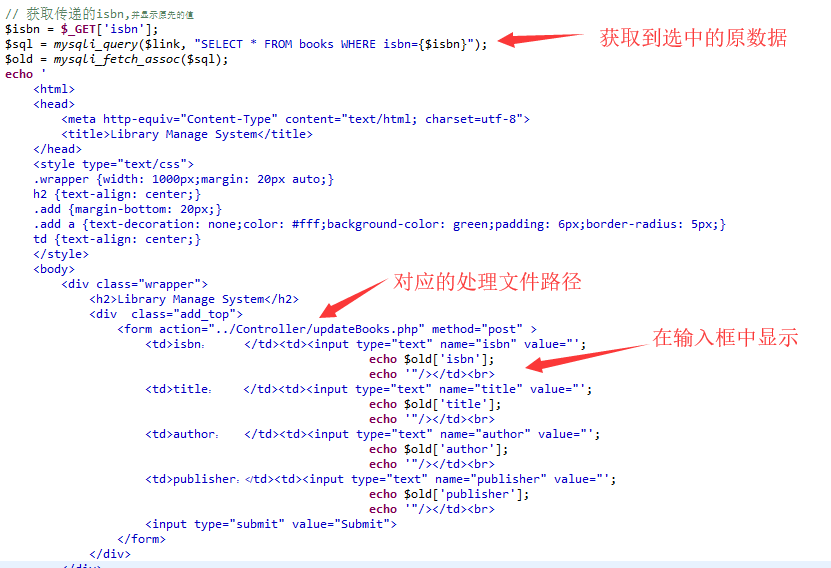 // 获取传递的isbn,并显示原先的值
$isbn = $_GET['isbn'];
$sql = mysqli_query($link, "SELECT * FROM books WHERE isbn={$isbn}");
获取到选中的原数据
$old = mysqli_fetch_assoc($sql);
echo '
<html>
<head>
<meta http-equiv="Content-Type" content="text/html; charset=utf-8">
<title>Library Manage System</title>
</head>
<style type="text/css">
.wrapper {width: 1000px;margin: 20px auto;}
h2 {text-align: center;}
.add {margin-bottom: 20px;}
.add a {text-decoration: none;color: #fff;background-color: green;padding: 6px;border-radius: 5px;}
td {text-align: center;}
</style>
<body>
<div class="wrapper">
对应的处理文件路径
<h2>Library Manage System</h2>
<div  class="add_top">
<form action="../Controller/updateBooks.php" method="post" >
<td>isbn：    </td><td><input type="text" name="isbn" value="';
在输入框中显示
echo $old['isbn'];
echo '"/></td><br>
<td>title：    </td><td><input type="text" name="title" value="';
echo $old['title'];
echo '"/></td><br>
<td>author：   </td><td><input type="text" name="author" value="';
echo $old['author'];
echo '"/></td><br>
<td>publisher：</td><td><input type="text" name="publisher" value="';
echo $old['publisher'];
echo '"/></td><br>
<input type="submit" value="Submit">
</form>
</div>